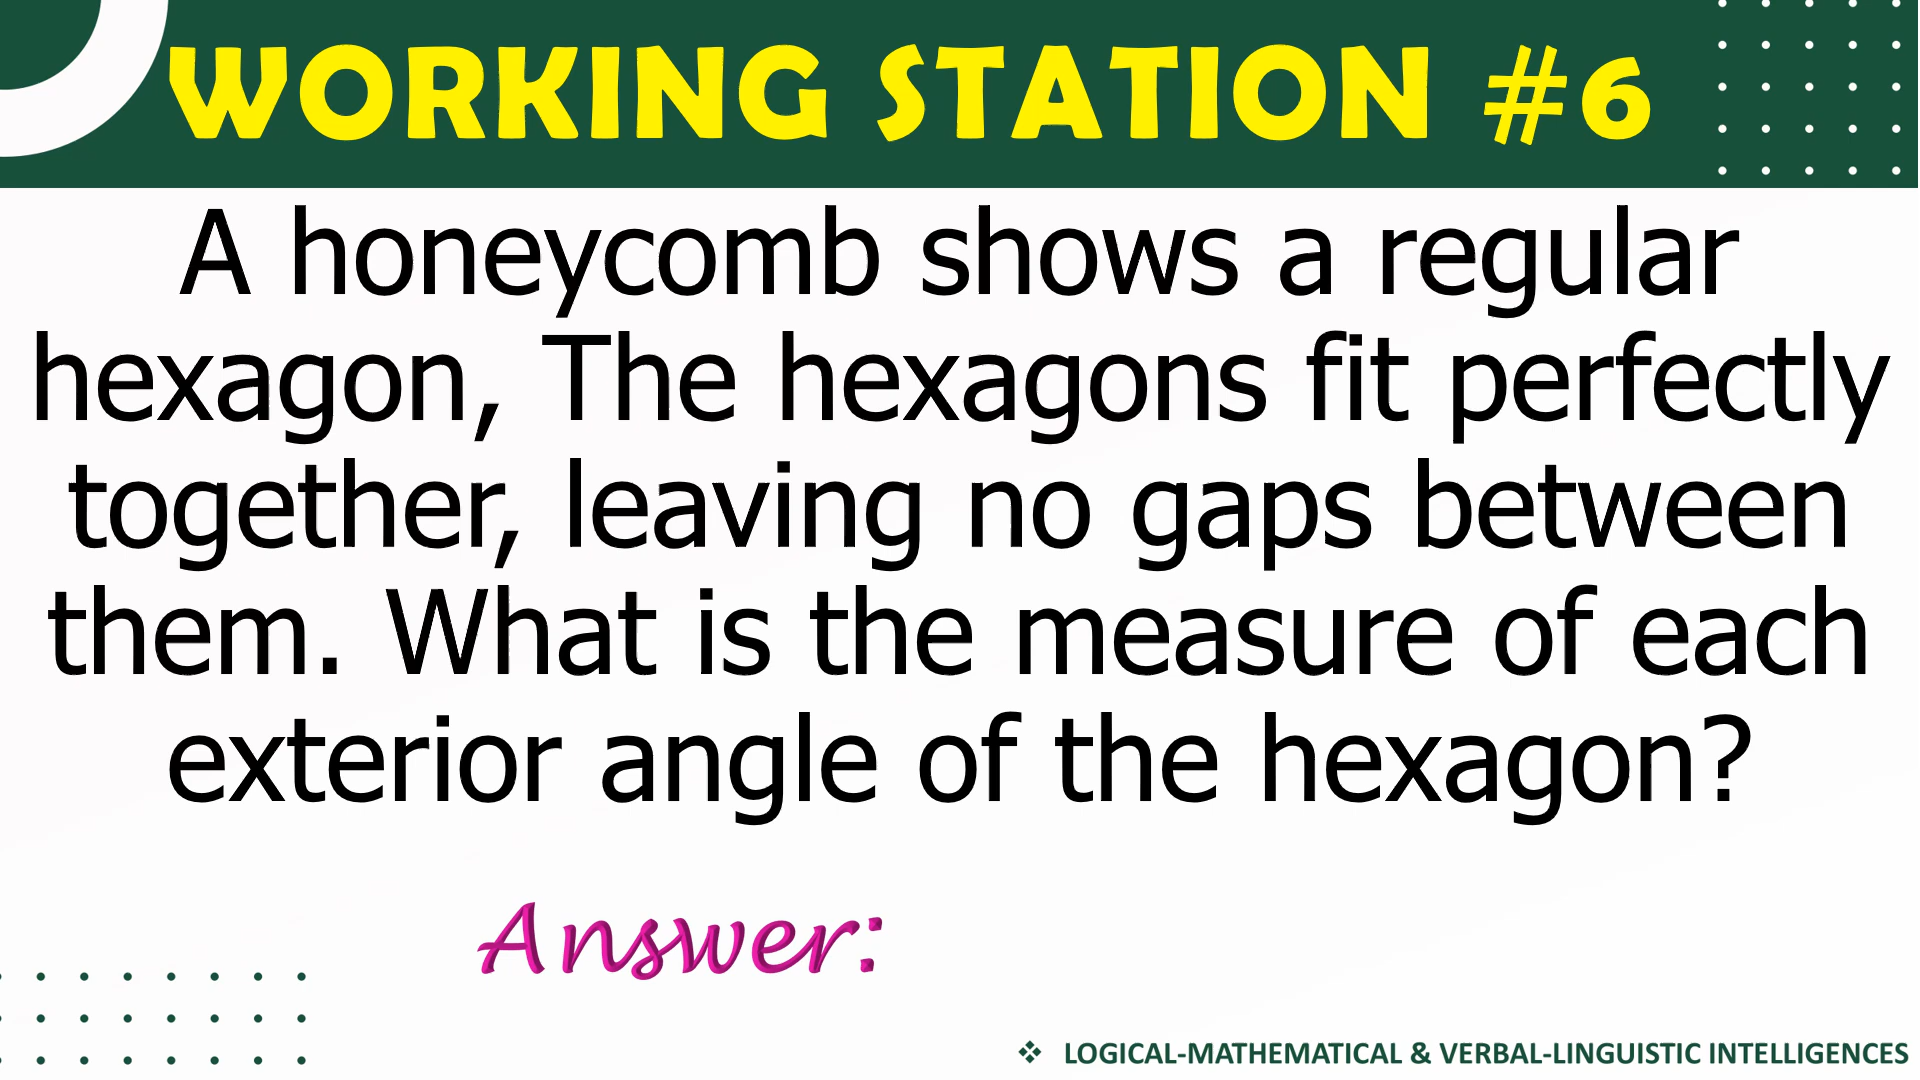 WORKING STATION #6
A honeycomb shows a regular
hexagon, The hexagons fit perfectly
together, leaving no gaps between
them. What is the measure of each
exterior angle of the hexagon?
Answer:
❖ LOGICAL-MATHEMATICAL & VERBAL-LINGUISTIC INTELLIGENCES